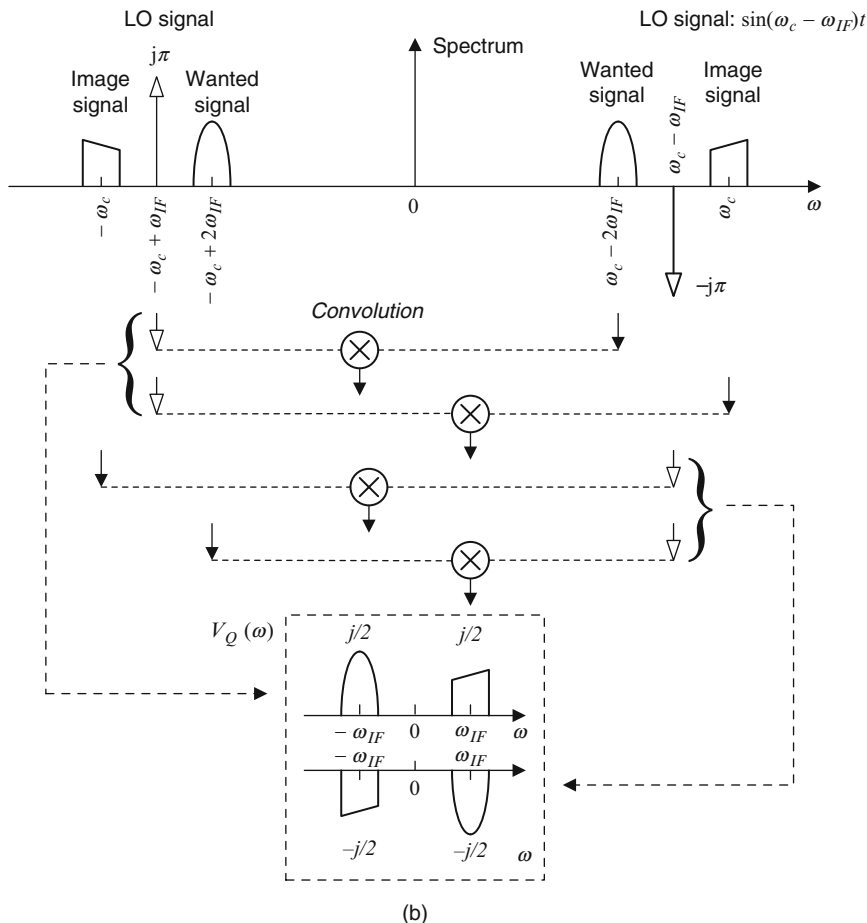 LO signal
LO signal: sin(ω_c − ω_IF)t
jπ
Spectrum
Image signal
Wanted signal
Wanted signal
Image signal
ω_c − ω_IF
0
ω
− ω_c
− ω_c + ω_IF
− ω_c + 2ω_IF
ω_c − 2ω_IF
ω_c
−jπ
Convolution
V_Q (ω)
j/2
j/2
− ω_IF
0
ω_IF
ω
− ω_IF
ω_IF
0
−j/2
−j/2
ω
(b)